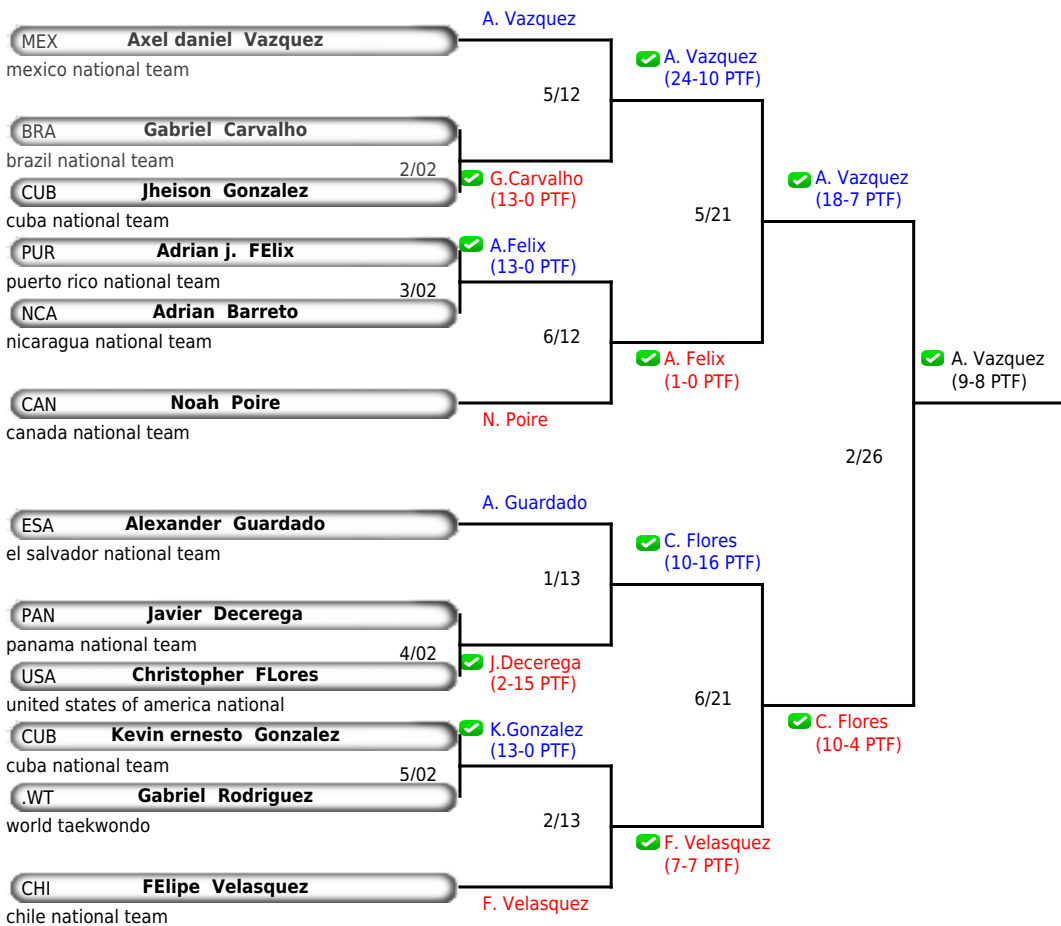 A. Vazquez
MEX Axel daniel Vazquez
mexico national team
A. Vazquez
(24-10 PTF)
5/12
BRA Gabriel Carvalho
brazil national team
2/02
G.Carvalho
(13-0 PTF)
CUB Jheison Gonzalez
cuba national team
A. Vazquez
(18-7 PTF)
5/21
PUR Adrian j. FElix
puerto rico national team
A.Felix
(13-0 PTF)
3/02
NCA Adrian Barreto
nicaragua national team
6/12
A. Felix
(1-0 PTF)
A. Vazquez
(9-8 PTF)
CAN Noah Poire
canada national team
N. Poire
2/26
A. Guardado
ESA Alexander Guardado
el salvador national team
C. Flores
(10-16 PTF)
1/13
PAN Javier Decerega
panama national team
4/02
J.Decerega
(2-15 PTF)
USA Christopher FLores
united states of america national
6/21
C. Flores
(10-4 PTF)
CUB Kevin ernesto Gonzalez
cuba national team
K.Gonzalez
(13-0 PTF)
5/02
.WT Gabriel Rodriguez
world taekwondo
2/13
F. Velasquez
(7-7 PTF)
CHI FElipe Velasquez
chile national team
F. Velasquez